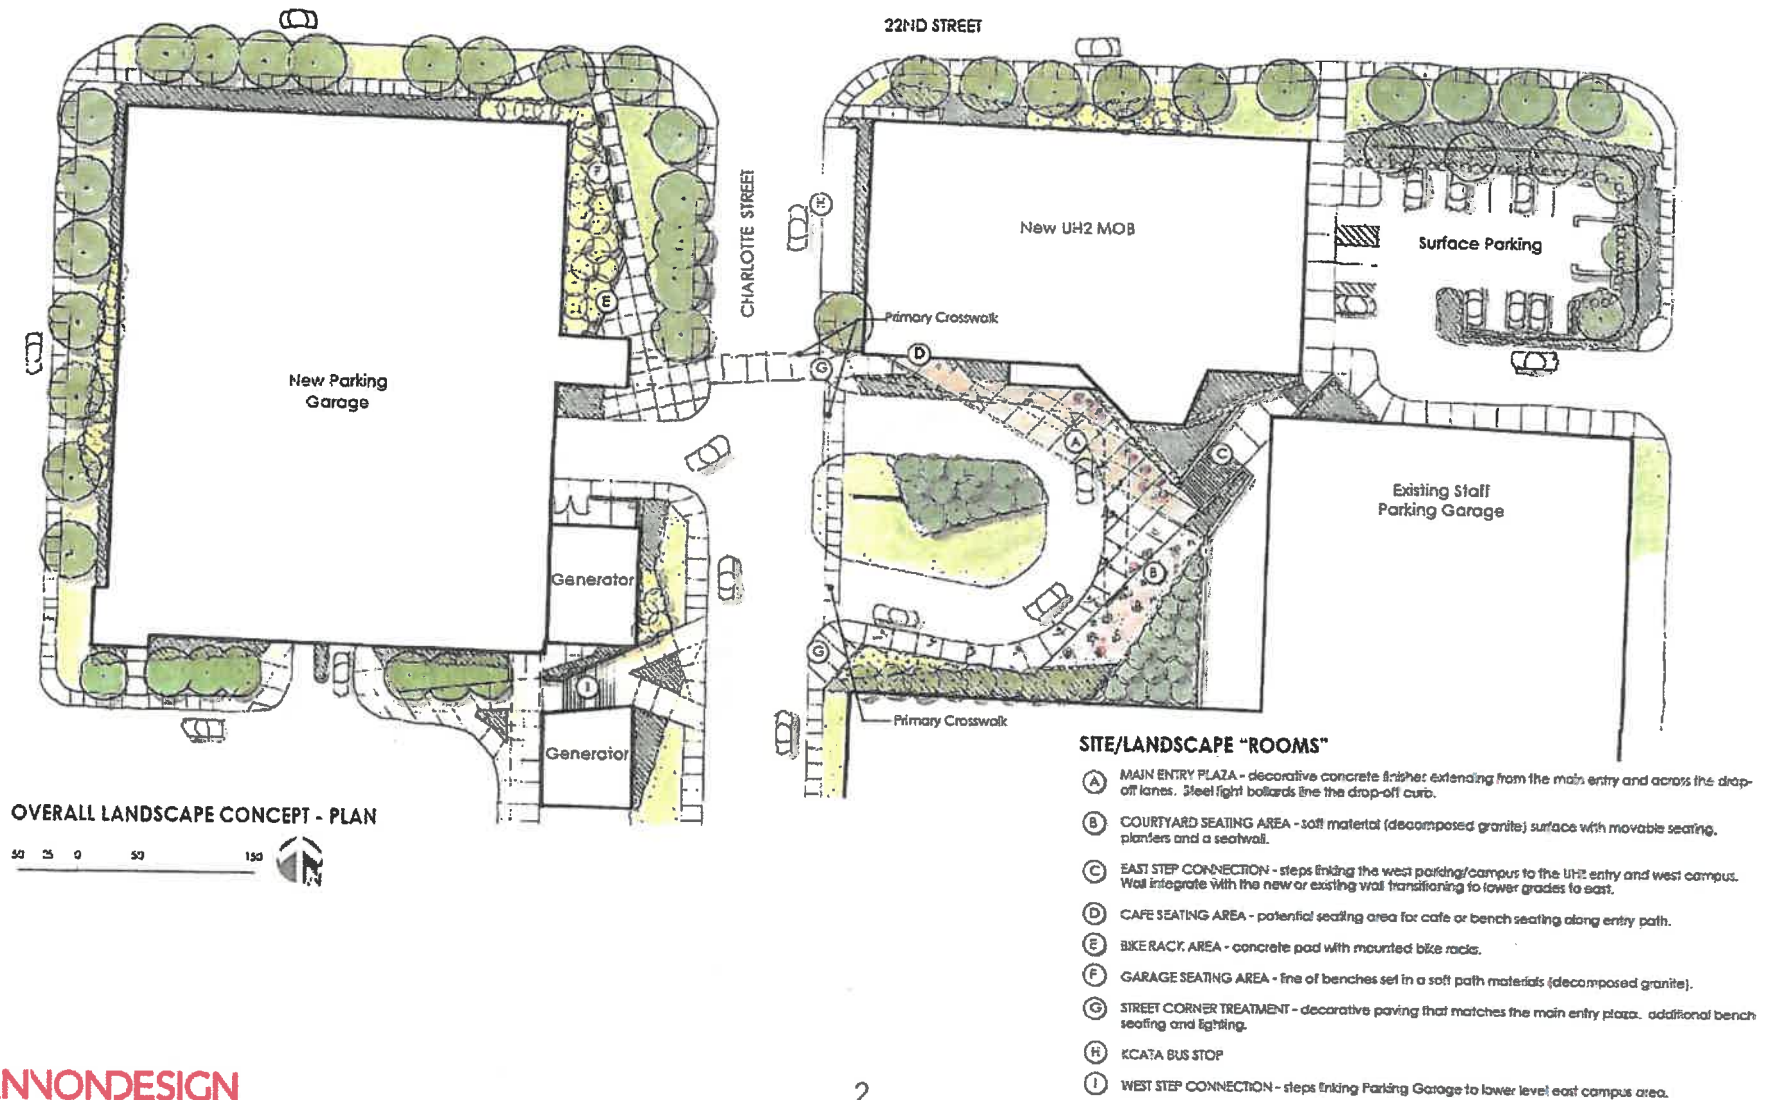 22ND STREET
CHARLOTTE STREET
F
E
H
New UH2 MOB
Surface Parking
Primary Crosswalk
D
G
New Parking
Garage
A
C
Existing Staff
Parking Garage
B
Generator
G
I
Primary Crosswalk
Generator
OVERALL LANDSCAPE CONCEPT - PLAN
50 25 0 50 150
N
SITE/LANDSCAPE "ROOMS"
A MAIN ENTRY PLAZA - decorative concrete finishes extending from the main entry and across the drop-
off lanes. Steel light bollards line the drop-off curb.
B COURTYARD SEATING AREA - soft material (decomposed granite) surface with movable seating,
planters and a seatwall.
C EAST STEP CONNECTION - steps linking the west parking/campus to the UH2 entry and west campus.
Wall integrate with the new or existing wall transitioning to lower grades to east.
D CAFE SEATING AREA - potential seating area for cafe or bench seating along entry path.
E BIKE RACK AREA - concrete pad with mounted bike racks.
F GARAGE SEATING AREA - line of benches set in a soft path materials (decomposed granite).
G STREET CORNER TREATMENT - decorative paving that matches the main entry plaza. additional bench
seating and lighting.
H KCATA BUS STOP
I WEST STEP CONNECTION - steps linking Parking Garage to lower level east campus area.
NNONDESIGN
2